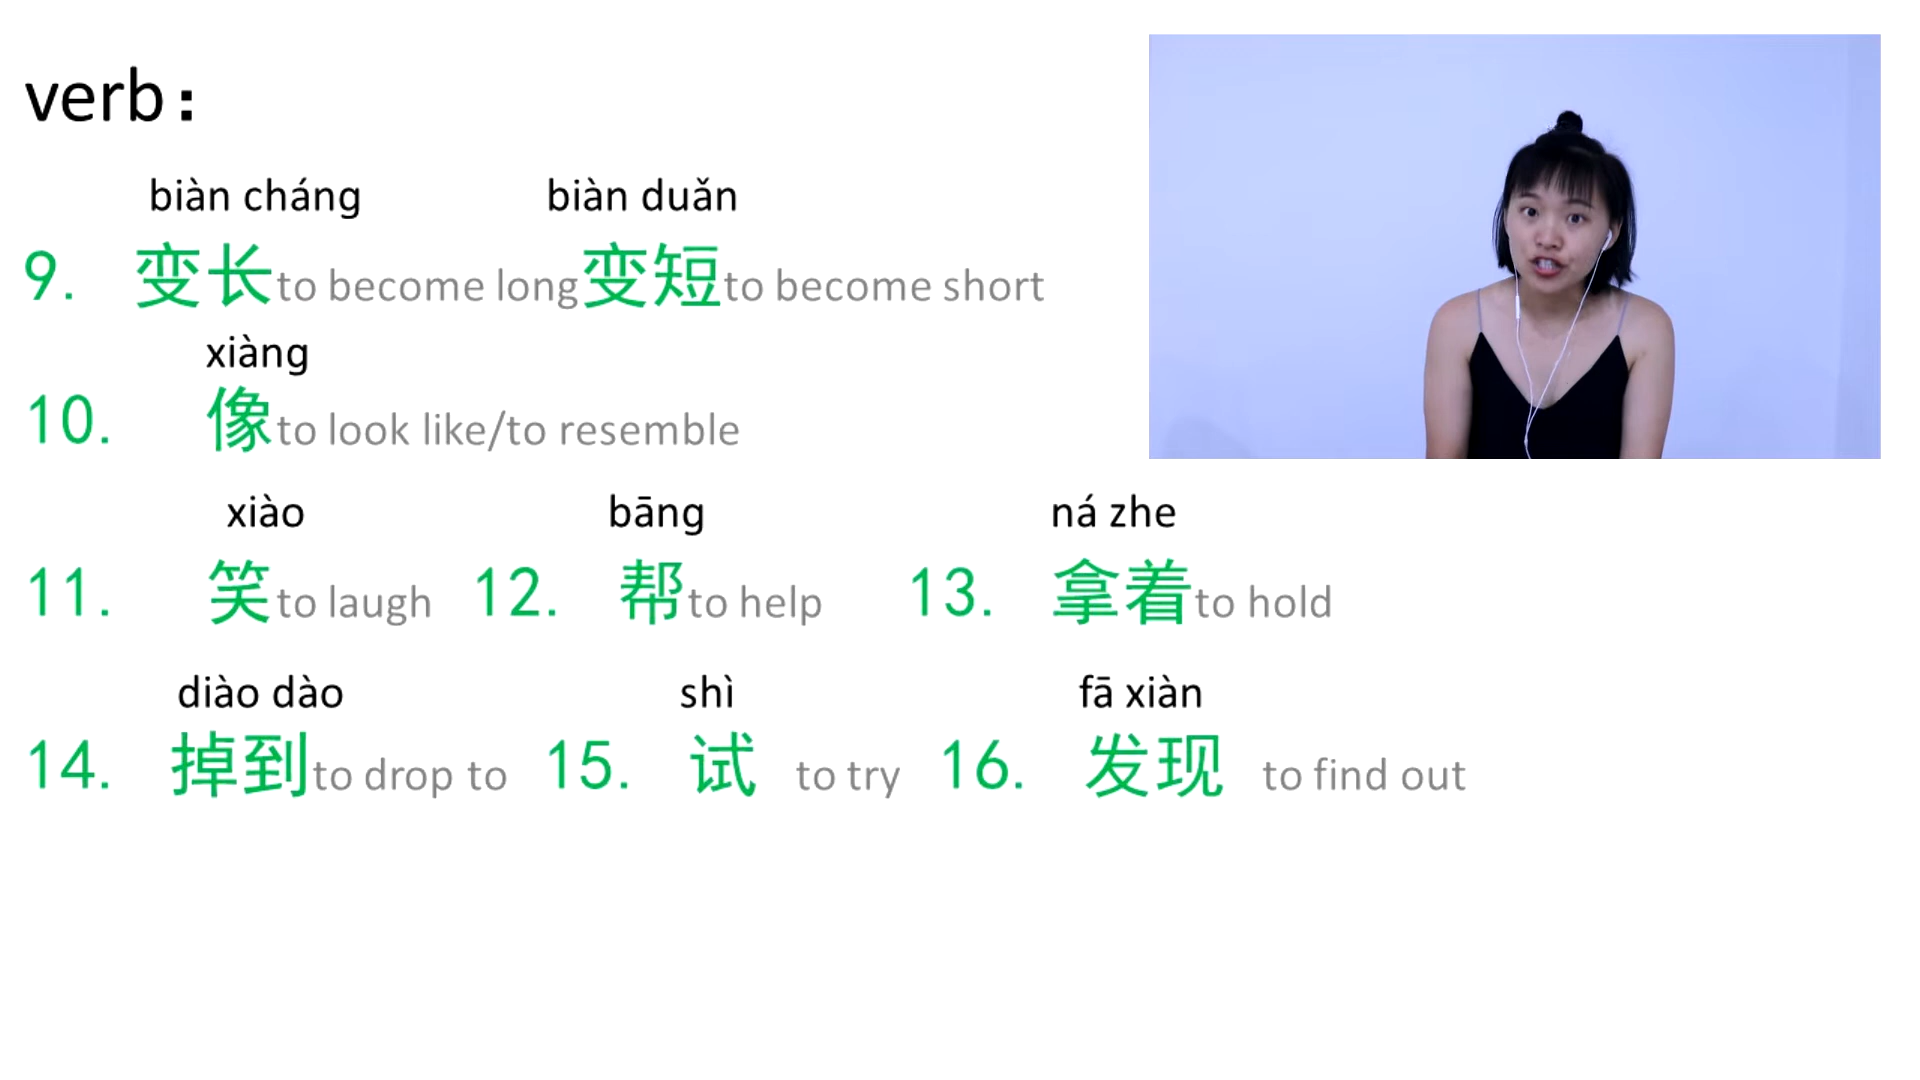 verb：
biàn cháng biàn duǎn
9. 变长to become long变短to become short
xiàng
10. 像to look like/to resemble
xiào bāng ná zhe
11. 笑to laugh 12. 帮to help 13. 拿着to hold
diào dào shì fā xiàn
14. 掉到to drop to 15. 试 to try 16. 发现 to find out